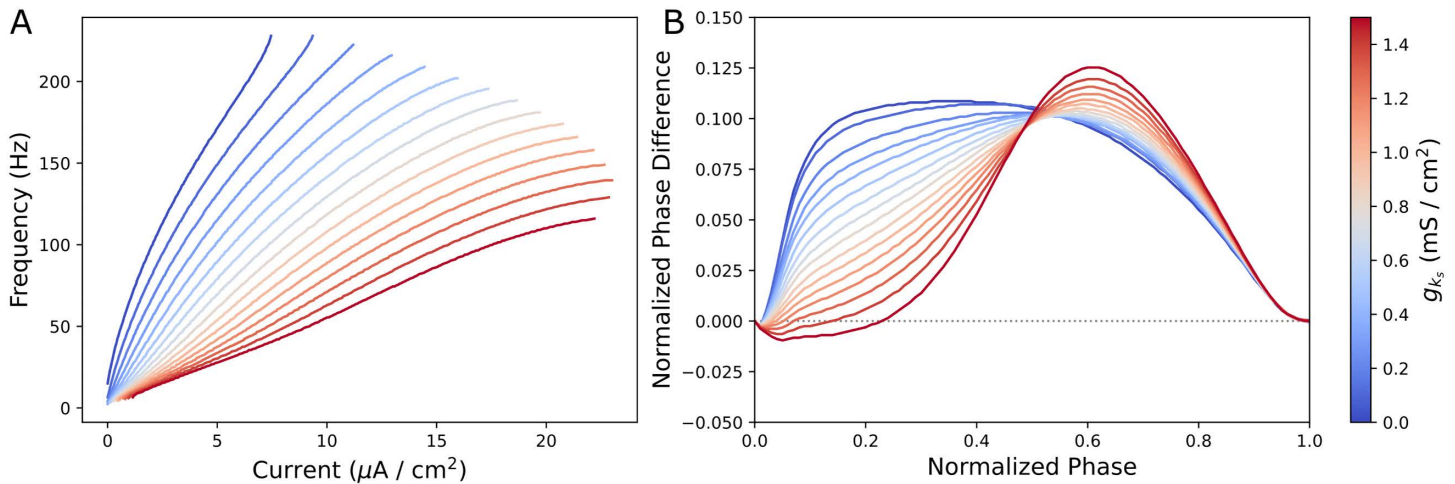 A
Frequency (Hz)
200
150
100
50
0
0 5 10 15 20
Current (μA / cm²)
B
Normalized Phase Difference
0.150
0.125
0.100
0.075
0.050
0.025
0.000
−0.025
−0.050
0.0 0.2 0.4 0.6 0.8 1.0
Normalized Phase
1.4
1.2
1.0
0.8
0.6
0.4
0.2
0.0
gₖₛ (mS / cm²)